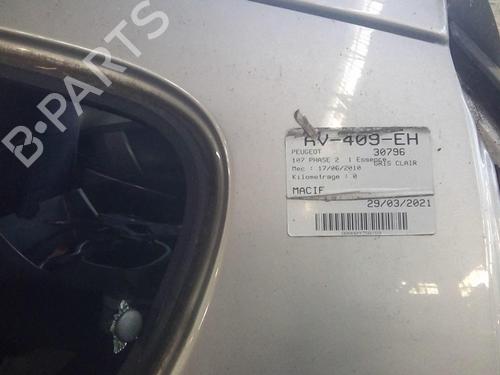 B-PARTS
AV-409-EH
PEUGEOT 30796
107 PHASE 2 1 Essence GRIS CLAIR
Mec : 17/06/2010
Kilometrage : 0
MACIF
29/03/2021